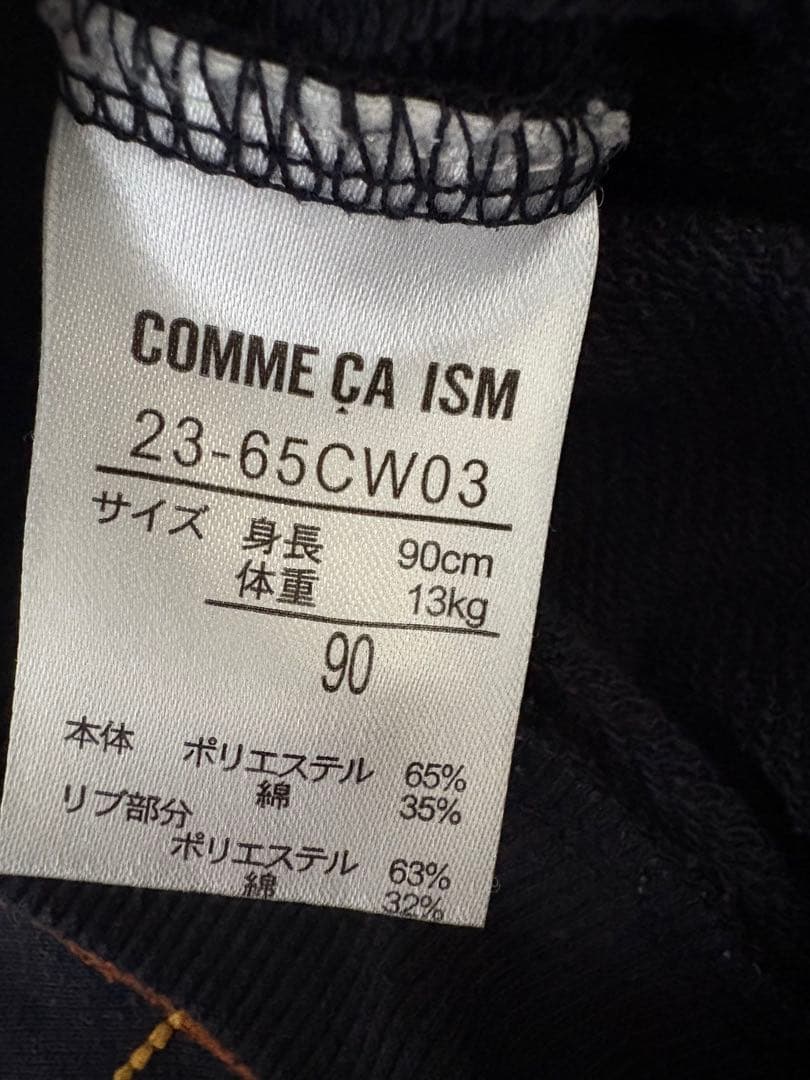 COMME ÇA ISM
23-65CW03
サイズ 身長 90cm
体重 13kg
90
本体 ポリエステル 65%
綿 35%
リブ部分
ポリエステル 63%
綿 32%